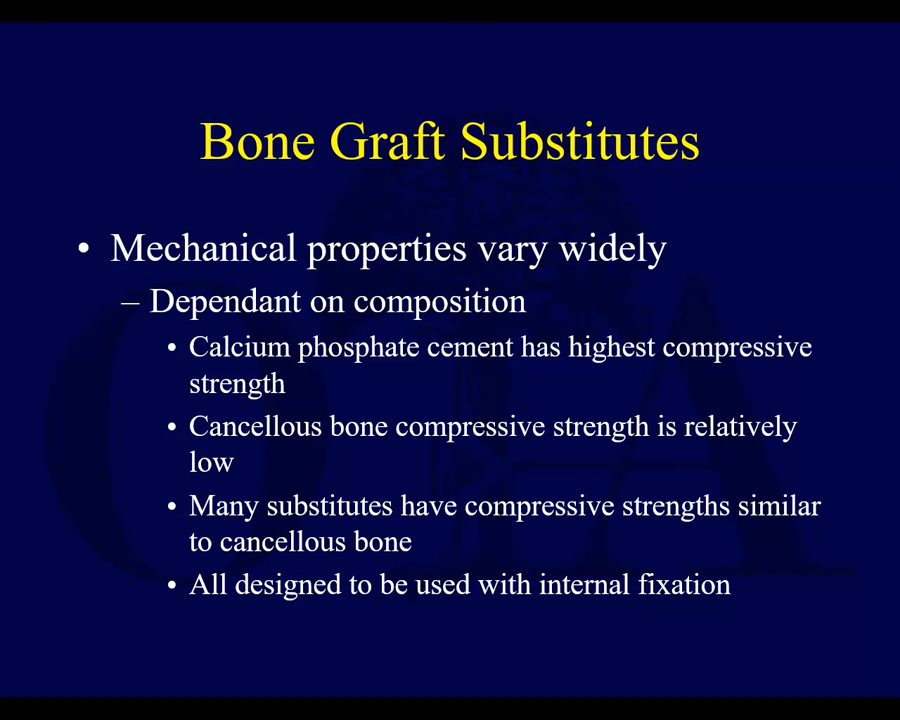 Bone Graft Substitutes
• Mechanical properties vary widely
– Dependant on composition
• Calcium phosphate cement has highest compressive
strength
• Cancellous bone compressive strength is relatively
low
• Many substitutes have compressive strengths similar
to cancellous bone
• All designed to be used with internal fixation
OTA